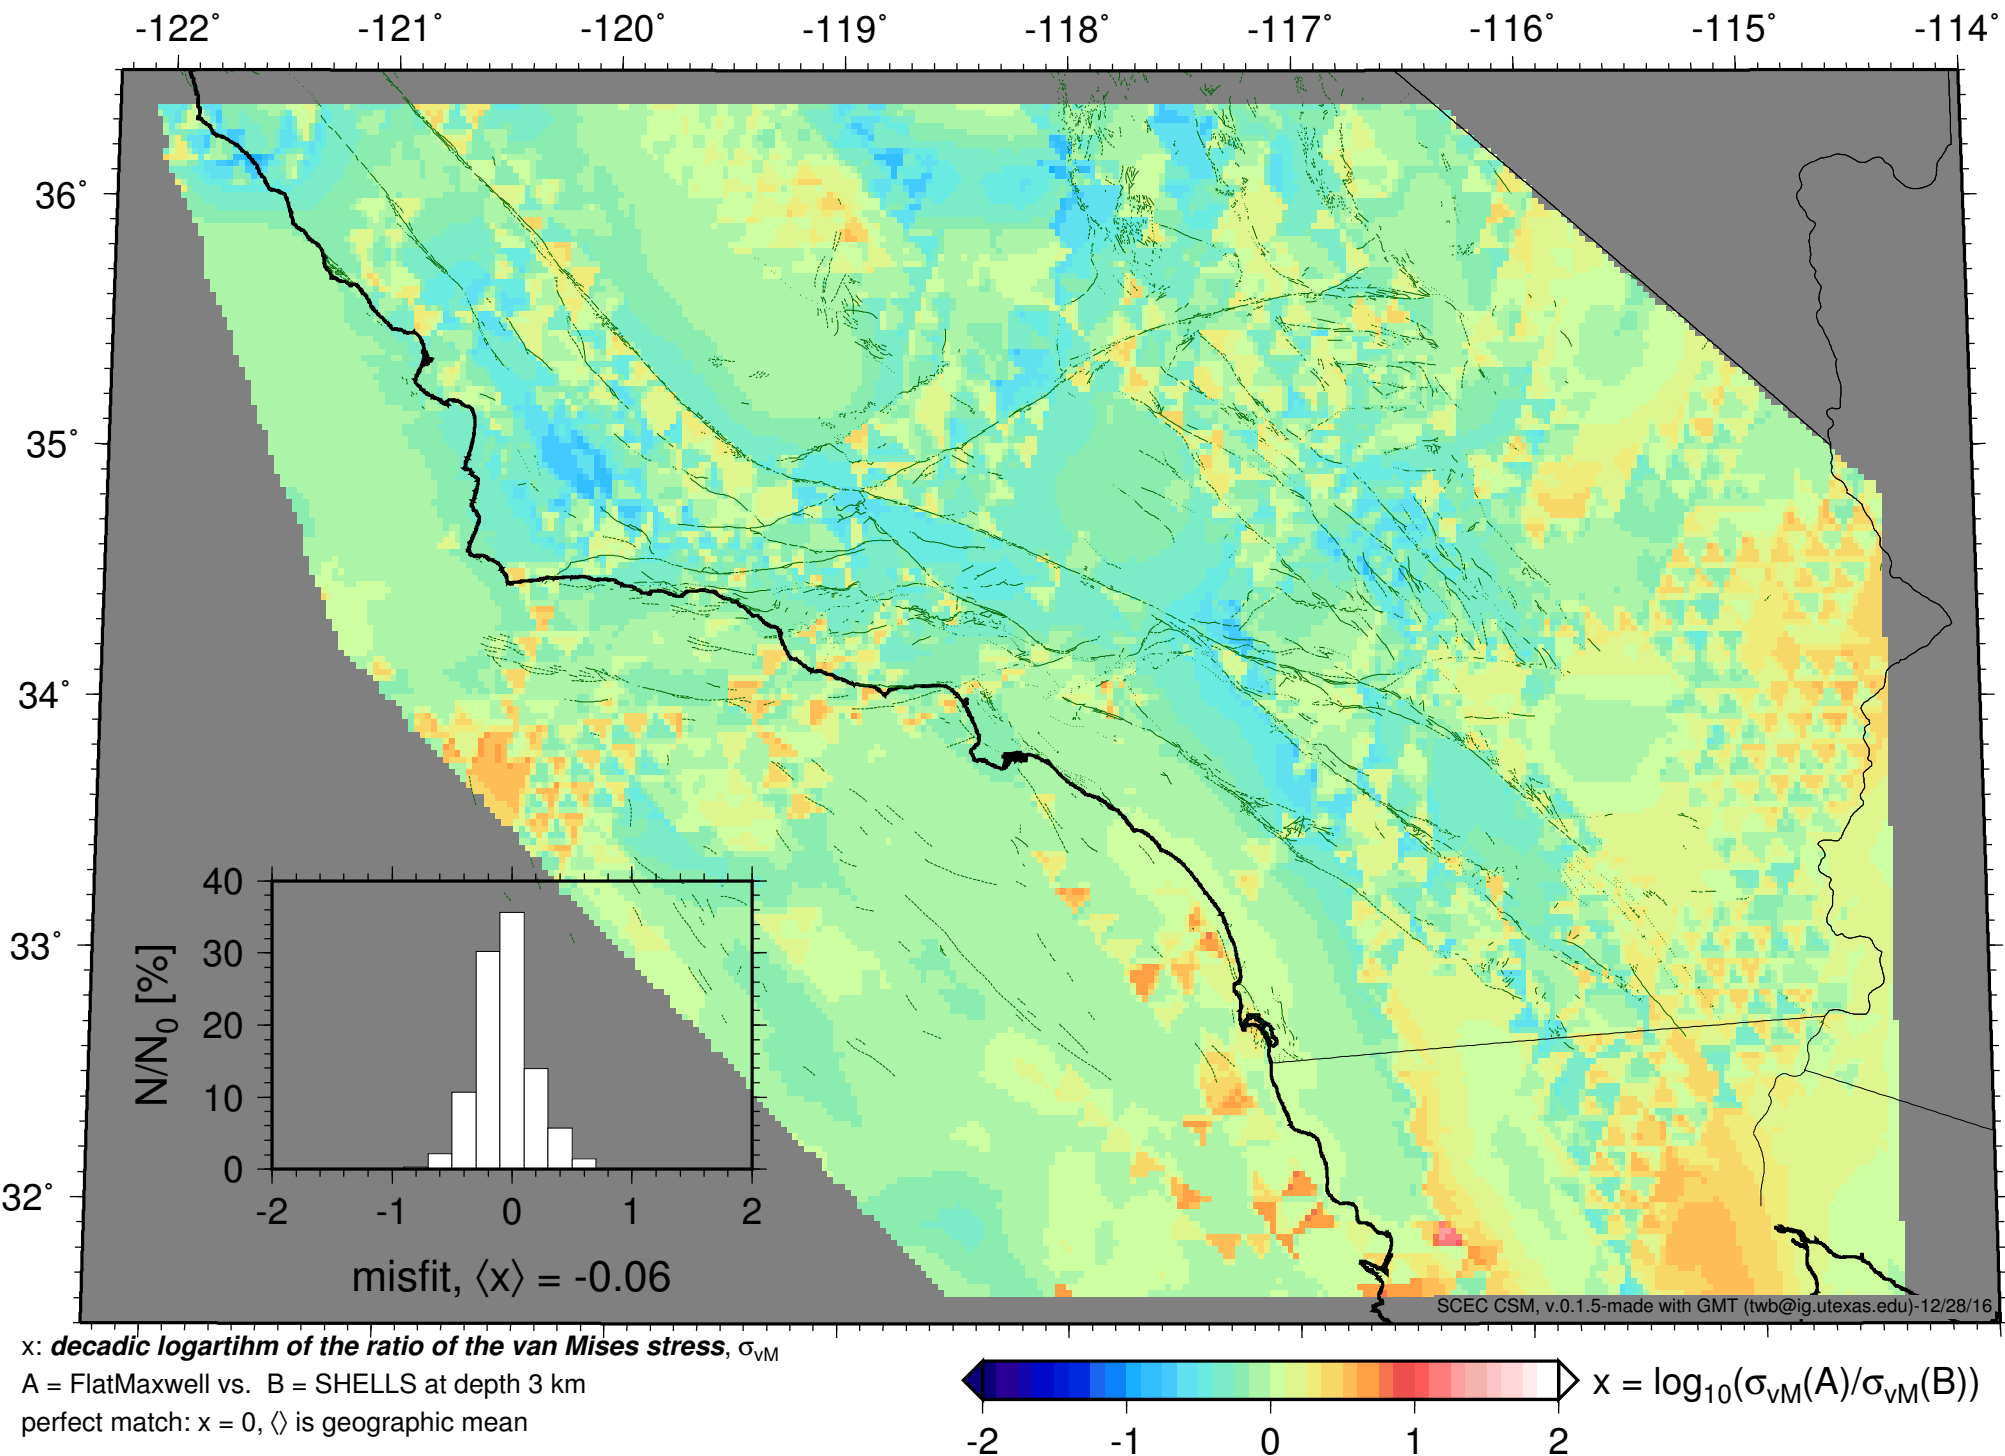 -122° -121° -120° -119° -118° -117° -116° -115° -114°
36°
35°
34°
33°
32°
40
30
20
10
0
N/N0 [%]
-2 -1 0 1 2
misfit, ⟨x⟩ = -0.06
SCEC CSM, v.0.1.5-made with GMT (twb@ig.utexas.edu)-12/28/16
x: decadic logartihm of the ratio of the van Mises stress, σvM
A = FlatMaxwell vs. B = SHELLS at depth 3 km
perfect match: x = 0, ⟨⟩ is geographic mean
x = log10(σvM(A)/σvM(B))
-2 -1 0 1 2